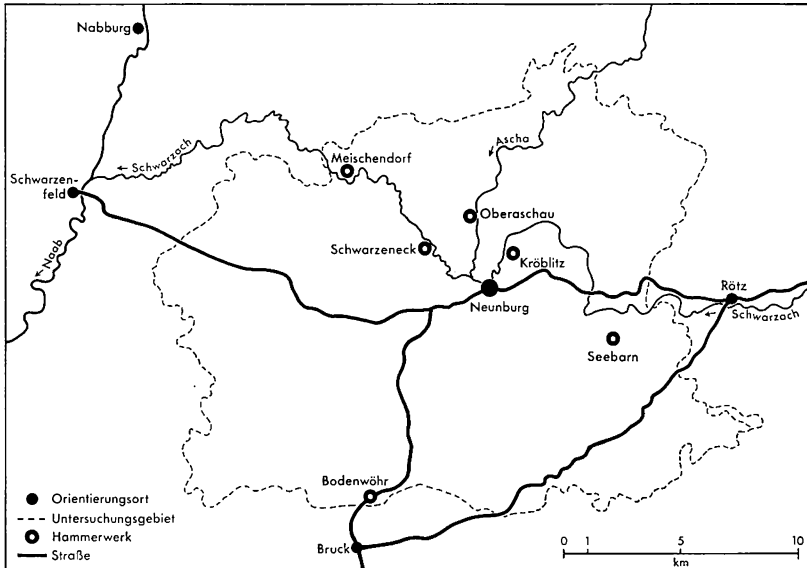 Nabburg
Schwarzach
Ascha
Meischendorf
Schwarzen-
feld
Oberaschau
Schwarzeneck
Kröblitz
Naab
Neunburg
Rötz
Schwarzach
Seebarn
Bodenwöhr
Orientierungsort
Untersuchungsgebiet
Hammerwerk
Straße
Bruck
0 1 5 10
km